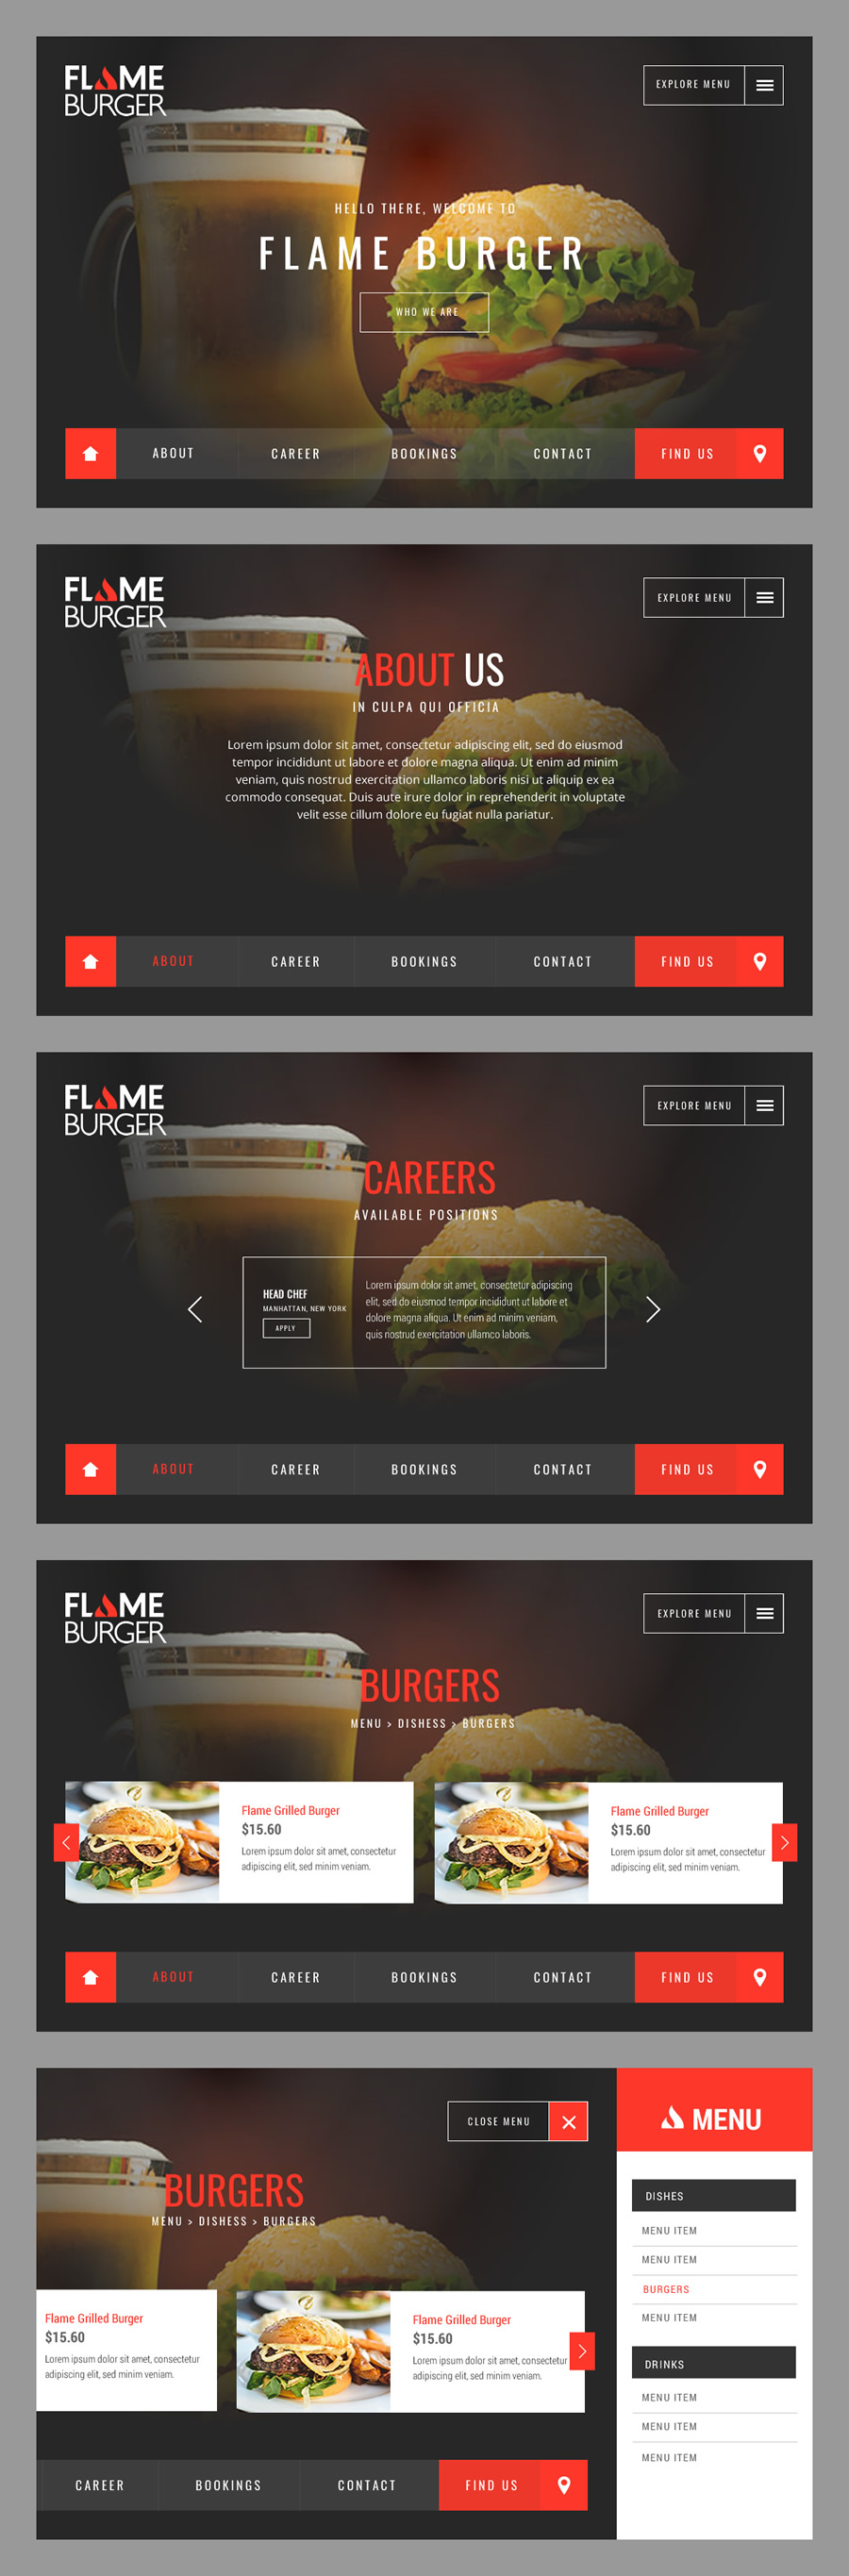 FLAME
BURGER
EXPLORE MENU
HELLO THERE, WELCOME TO
FLAME BURGER
WHO WE ARE
ABOUT
CAREER
BOOKINGS
CONTACT
FIND US
FLAME
BURGER
EXPLORE MENU
ABOUT US
IN CULPA QUI OFFICIA
Lorem ipsum dolor sit amet, consectetur adipiscing elit, sed do eiusmod
tempor incididunt ut labore et dolore magna aliqua. Ut enim ad minim
veniam, quis nostrud exercitation ullamco laboris nisi ut aliquip ex ea
commodo consequat. Duis aute irure dolor in reprehenderit in voluptate
velit esse cillum dolore eu fugiat nulla pariatur.
ABOUT
CAREER
BOOKINGS
CONTACT
FIND US
FLAME
BURGER
EXPLORE MENU
CAREERS
AVAILABLE POSITIONS
HEAD CHEF
MANHATTAN, NEW YORK
APPLY
Lorem ipsum dolor sit amet, consectetur adipiscing
elit, sed do eiusmod tempor incididunt ut labore et
dolore magna aliqua. Ut enim ad minim veniam,
quis nostrud exercitation ullamco laboris.
ABOUT
CAREER
BOOKINGS
CONTACT
FIND US
FLAME
BURGER
EXPLORE MENU
BURGERS
MENU > DISHESS > BURGERS
Flame Grilled Burger
$15.60
Lorem ipsum dolor sit amet, consectetur
adipiscing elit, sed minim veniam.
Flame Grilled Burger
$15.60
Lorem ipsum dolor sit amet, consectetur
adipiscing elit, sed minim veniam.
ABOUT
CAREER
BOOKINGS
CONTACT
FIND US
CLOSE MENU
BURGERS
MENU > DISHESS > BURGERS
Flame Grilled Burger
$15.60
Lorem ipsum dolor sit amet, consectetur
adipiscing elit, sed minim veniam.
Flame Grilled Burger
$15.60
Lorem ipsum dolor sit amet, consectetur
adipiscing elit, sed minim veniam.
CAREER
BOOKINGS
CONTACT
FIND US
MENU
DISHES
MENU ITEM
MENU ITEM
BURGERS
MENU ITEM
DRINKS
MENU ITEM
MENU ITEM
MENU ITEM